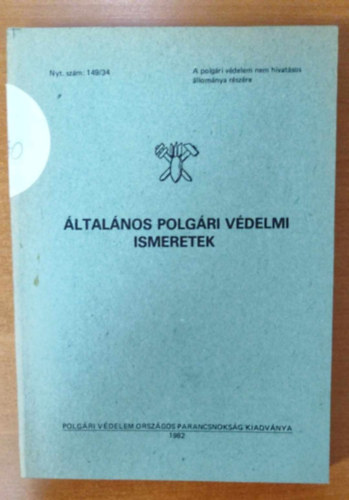 Nyt. szám: 149/34
A polgári védelem nem hivatásos
állománya részére
ÁLTALÁNOS POLGÁRI VÉDELMI
ISMERETEK
POLGÁRI VÉDELEM ORSZÁGOS PARANCSNOKSÁG KIADVÁNYA
1982